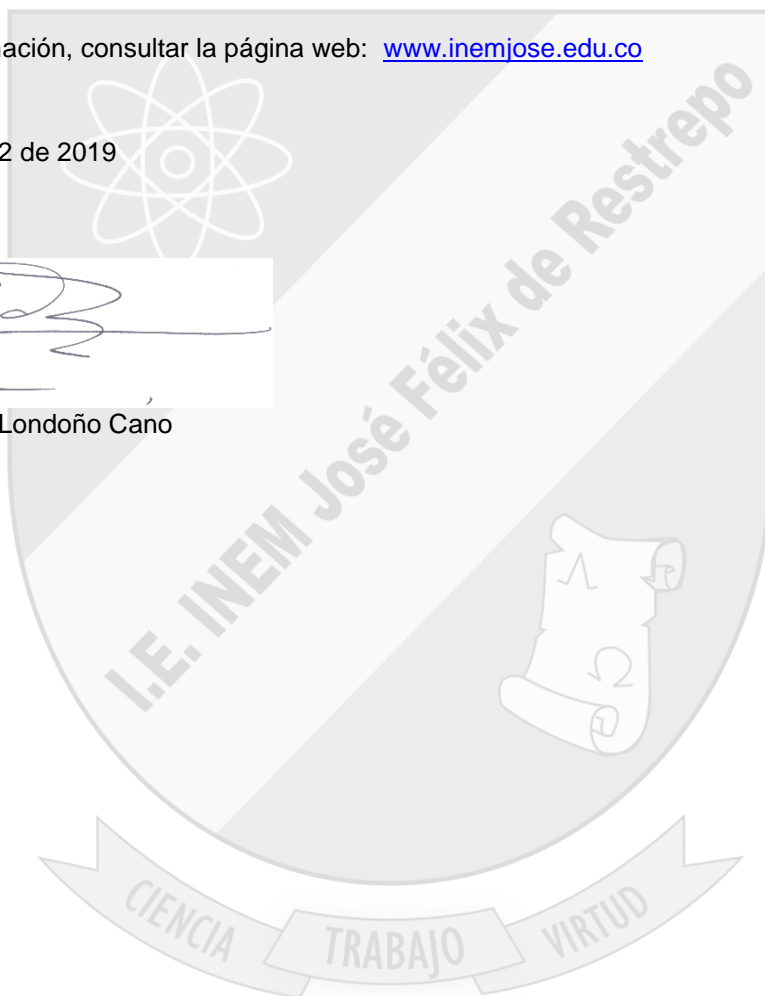 mación, consultar la página web: www.inemjose.edu.co
2 de 2019
Londoño Cano
I.E. INEM José Félix de Restrepo
Λ
Ω
CIENCIA TRABAJO VIRTUD